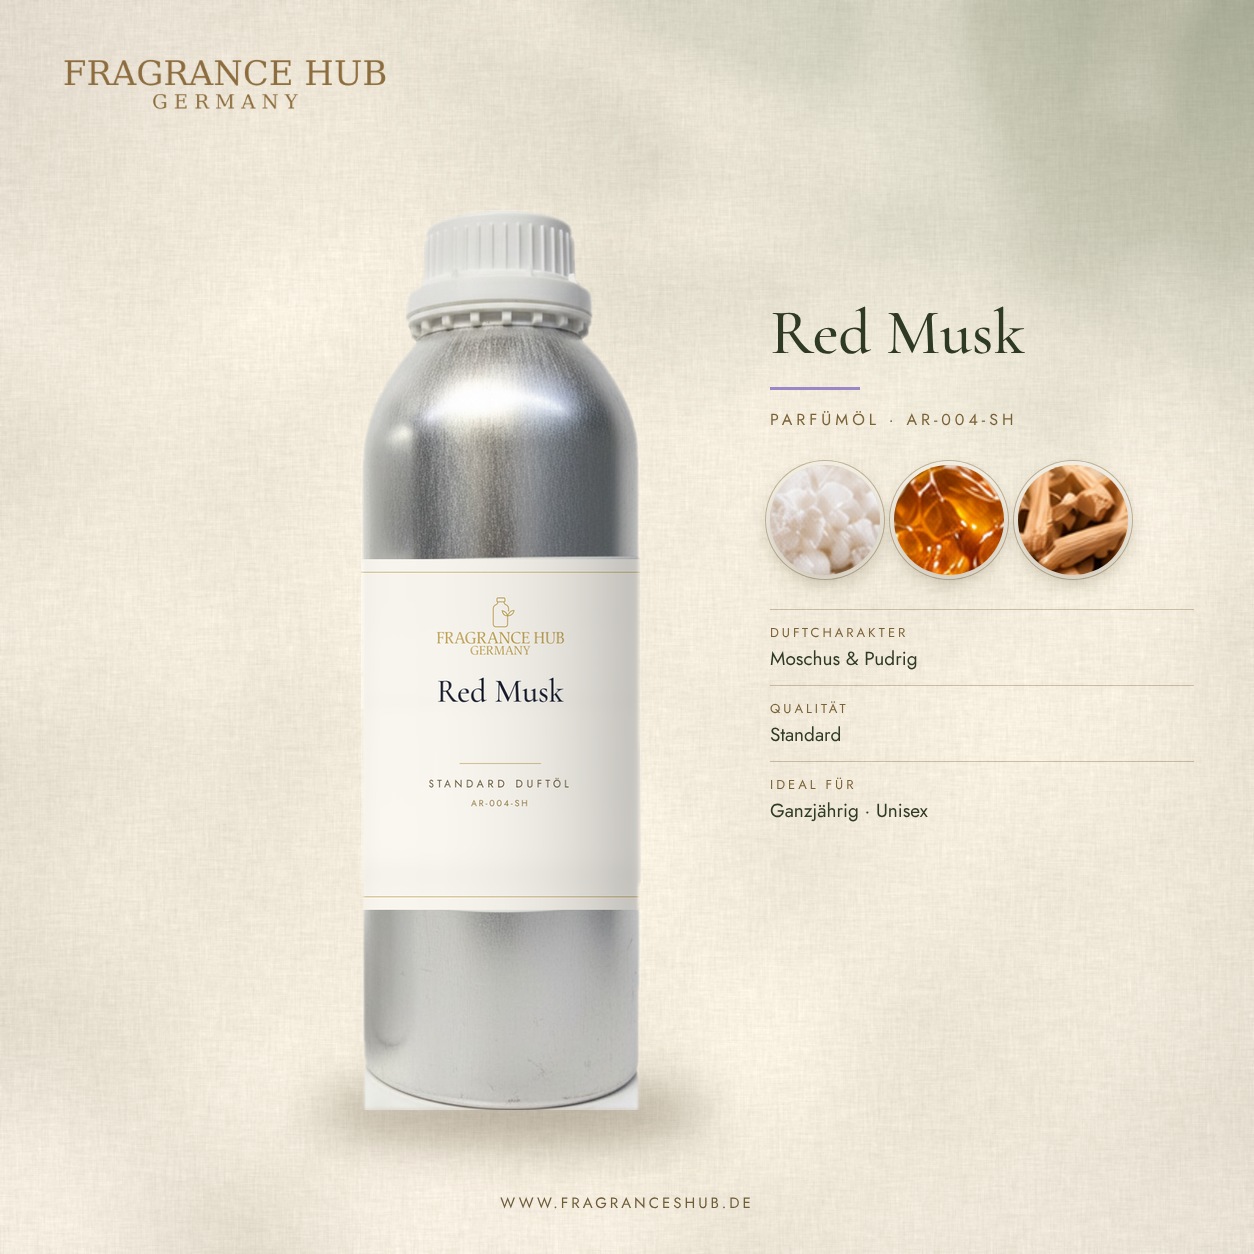 FRAGRANCE HUB
GERMANY
Red Musk
PARFÜMÖL · AR-004-SH
DUFTCHARAKTER
Moschus & Pudrig
QUALITÄT
Standard
IDEAL FÜR
Ganzjährig · Unisex
FRAGRANCE HUB
GERMANY
Red Musk
STANDARD DUFTÖL
AR-004-SH
WWW.FRAGRANCESHUB.DE